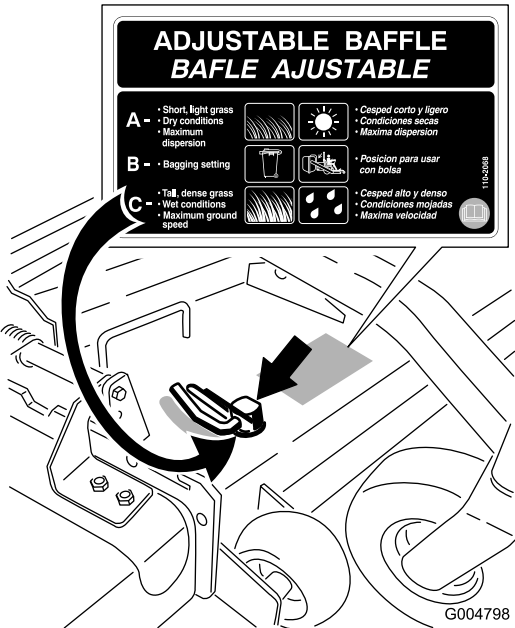 ADJUSTABLE BAFFLE
BAFLE AJUSTABLE
A -
• Short, light grass
• Dry conditions
• Maximum
dispersion
• Cesped corto y ligero
• Condiciones secas
• Maxima dispersion
B -
• Bagging setting
• Posicion para usar
con bolsa
C -
• Tall, dense grass
• Wet conditions
• Maximum ground
speed
• Cesped alto y denso
• Condiciones mojadas
• Maxima velocidad
110-2068
G004798